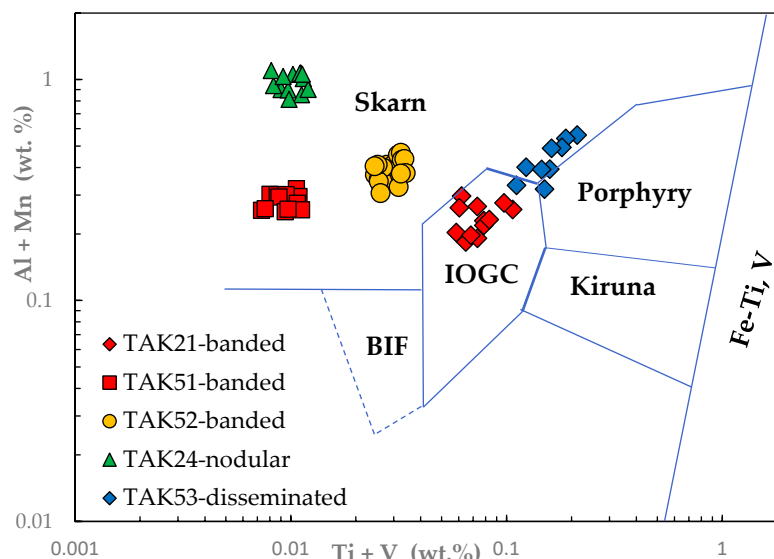 1
Skarn
Al + Mn (wt. %)
Porphyry
IOGC
Kiruna
0.1
Fe-Ti, V
BIF
TAK21-banded
TAK51-banded
TAK52-banded
TAK24-nodular
TAK53-disseminated
0.01
0.001
0.01
0.1
1
Ti + V (wt.%)